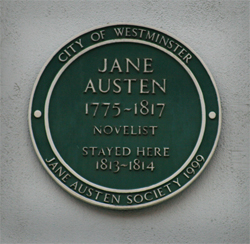 CITY OF WESTMINSTER
JANE
AUSTEN
1775-1817
NOVELIST
STAYED HERE
1813-1814
JANE AUSTEN SOCIETY 1999